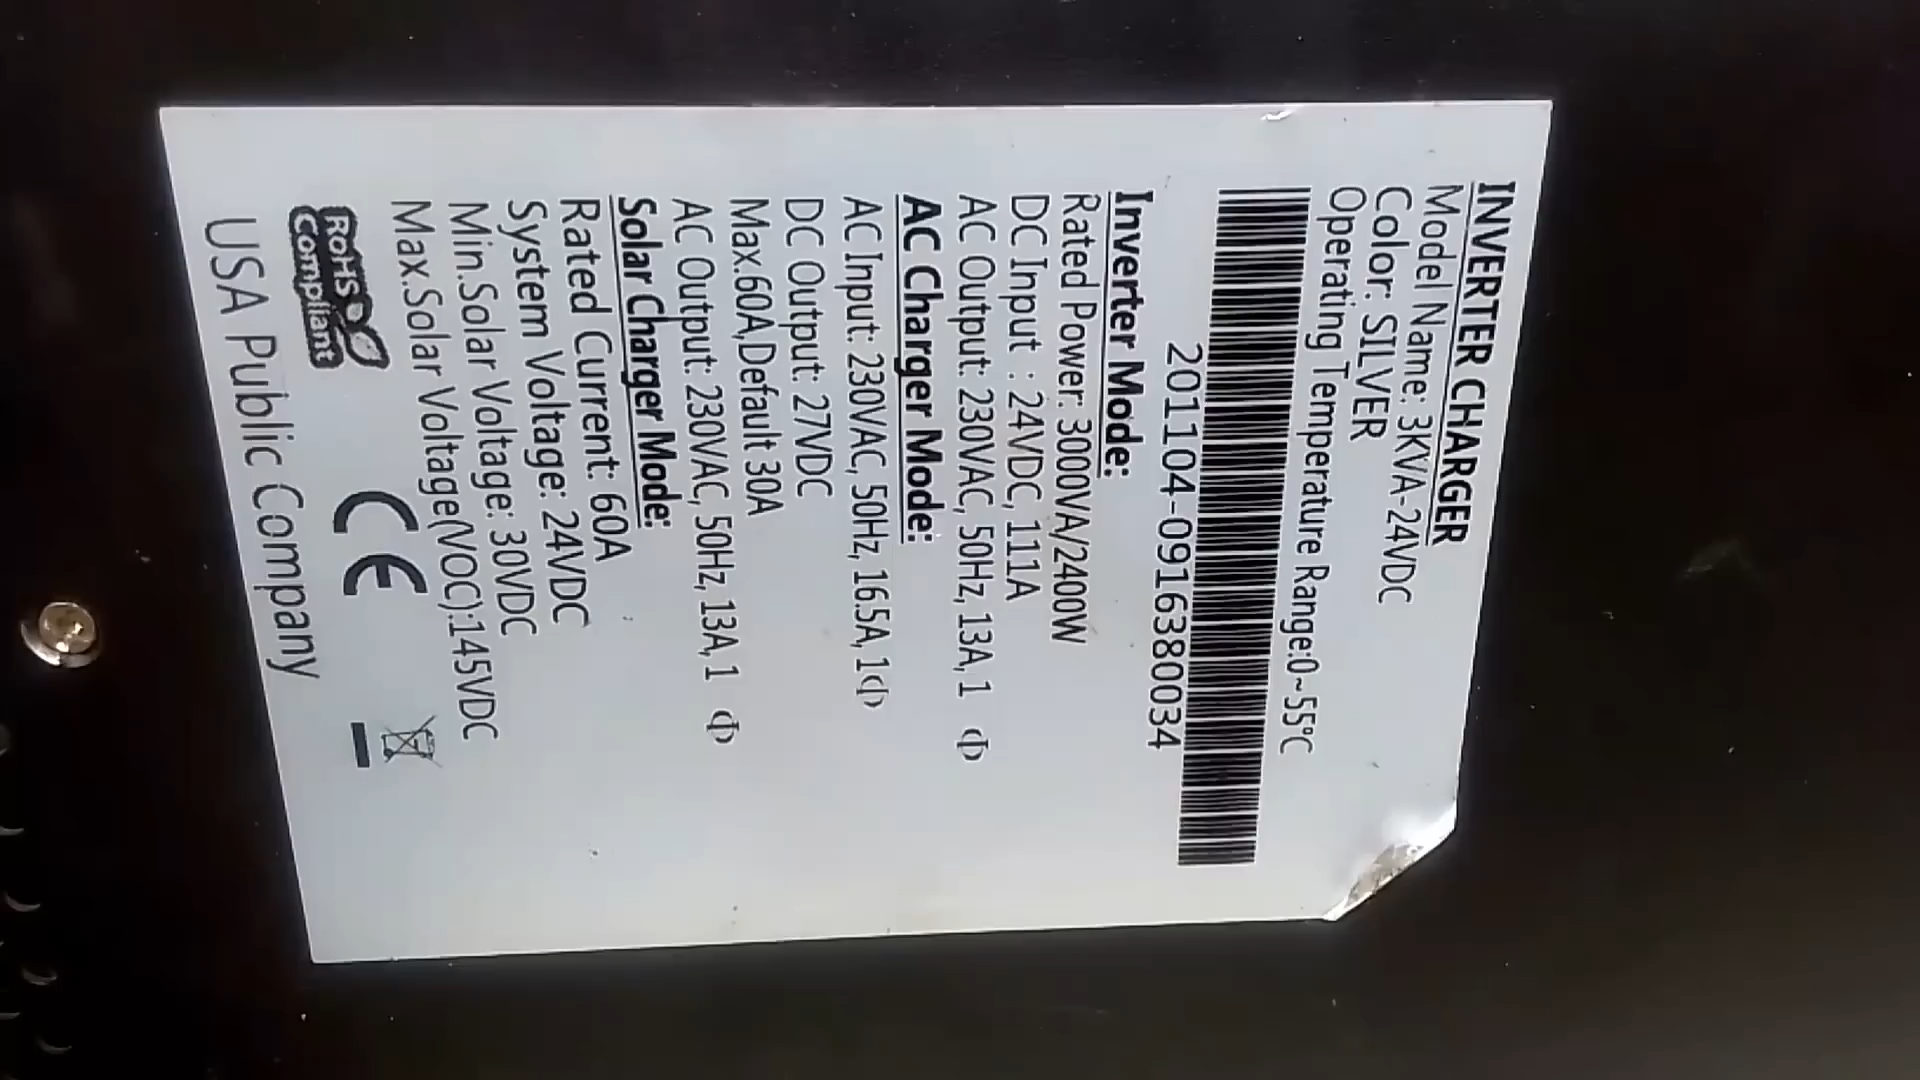 INVERTER CHARGER
Model Name: 3KVA-24VDC
Color: SILVER
Operating Temperature Range:0~55℃
201104-0916380034
Inverter Mode:
Rated Power: 3000VA/2400W
DC Input : 24VDC, 111A
AC Output: 230VAC, 50Hz, 13A, 1 Φ
AC Charger Mode:
AC Input: 230VAC, 50Hz, 16.5A, 1Φ
DC Output: 27VDC
Max.60A,Default 30A
AC Output: 230VAC, 50Hz, 13A, 1 Φ
Solar Charger Mode:
Rated Current: 60A
System Voltage: 24VDC
Min.Solar Voltage: 30VDC
Max.Solar Voltage(VOC):145VDC
RoHS
Compliant
CE
USA Public Company